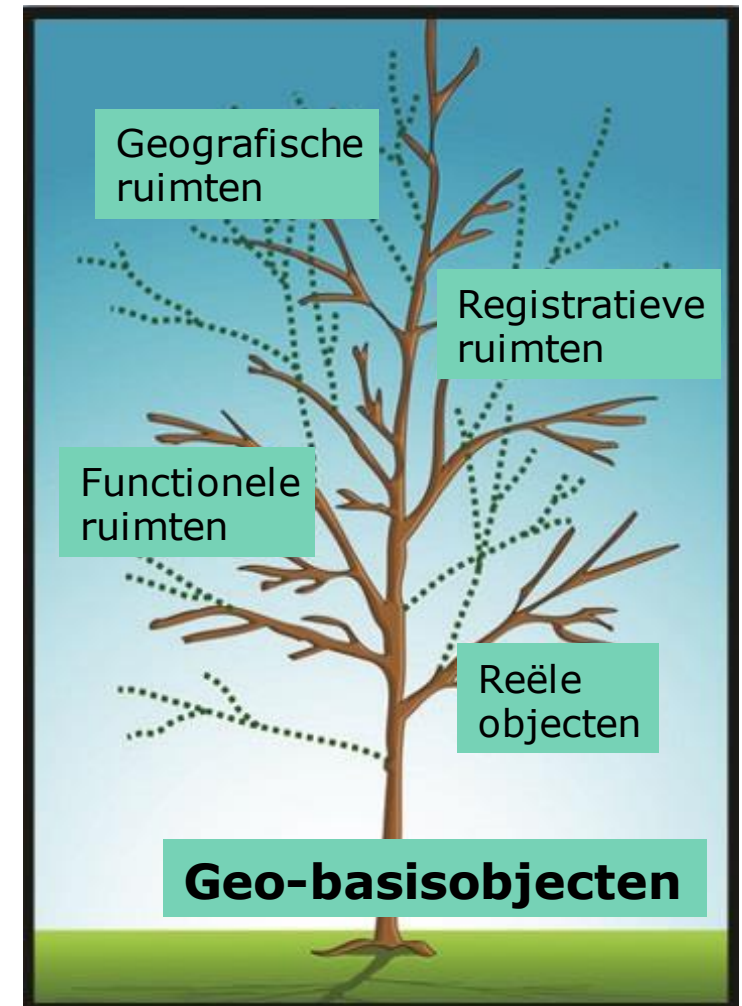 Geografische
ruimten
Registratieve
ruimten
Functionele
ruimten
Reële
objecten
Geo-basisobjecten